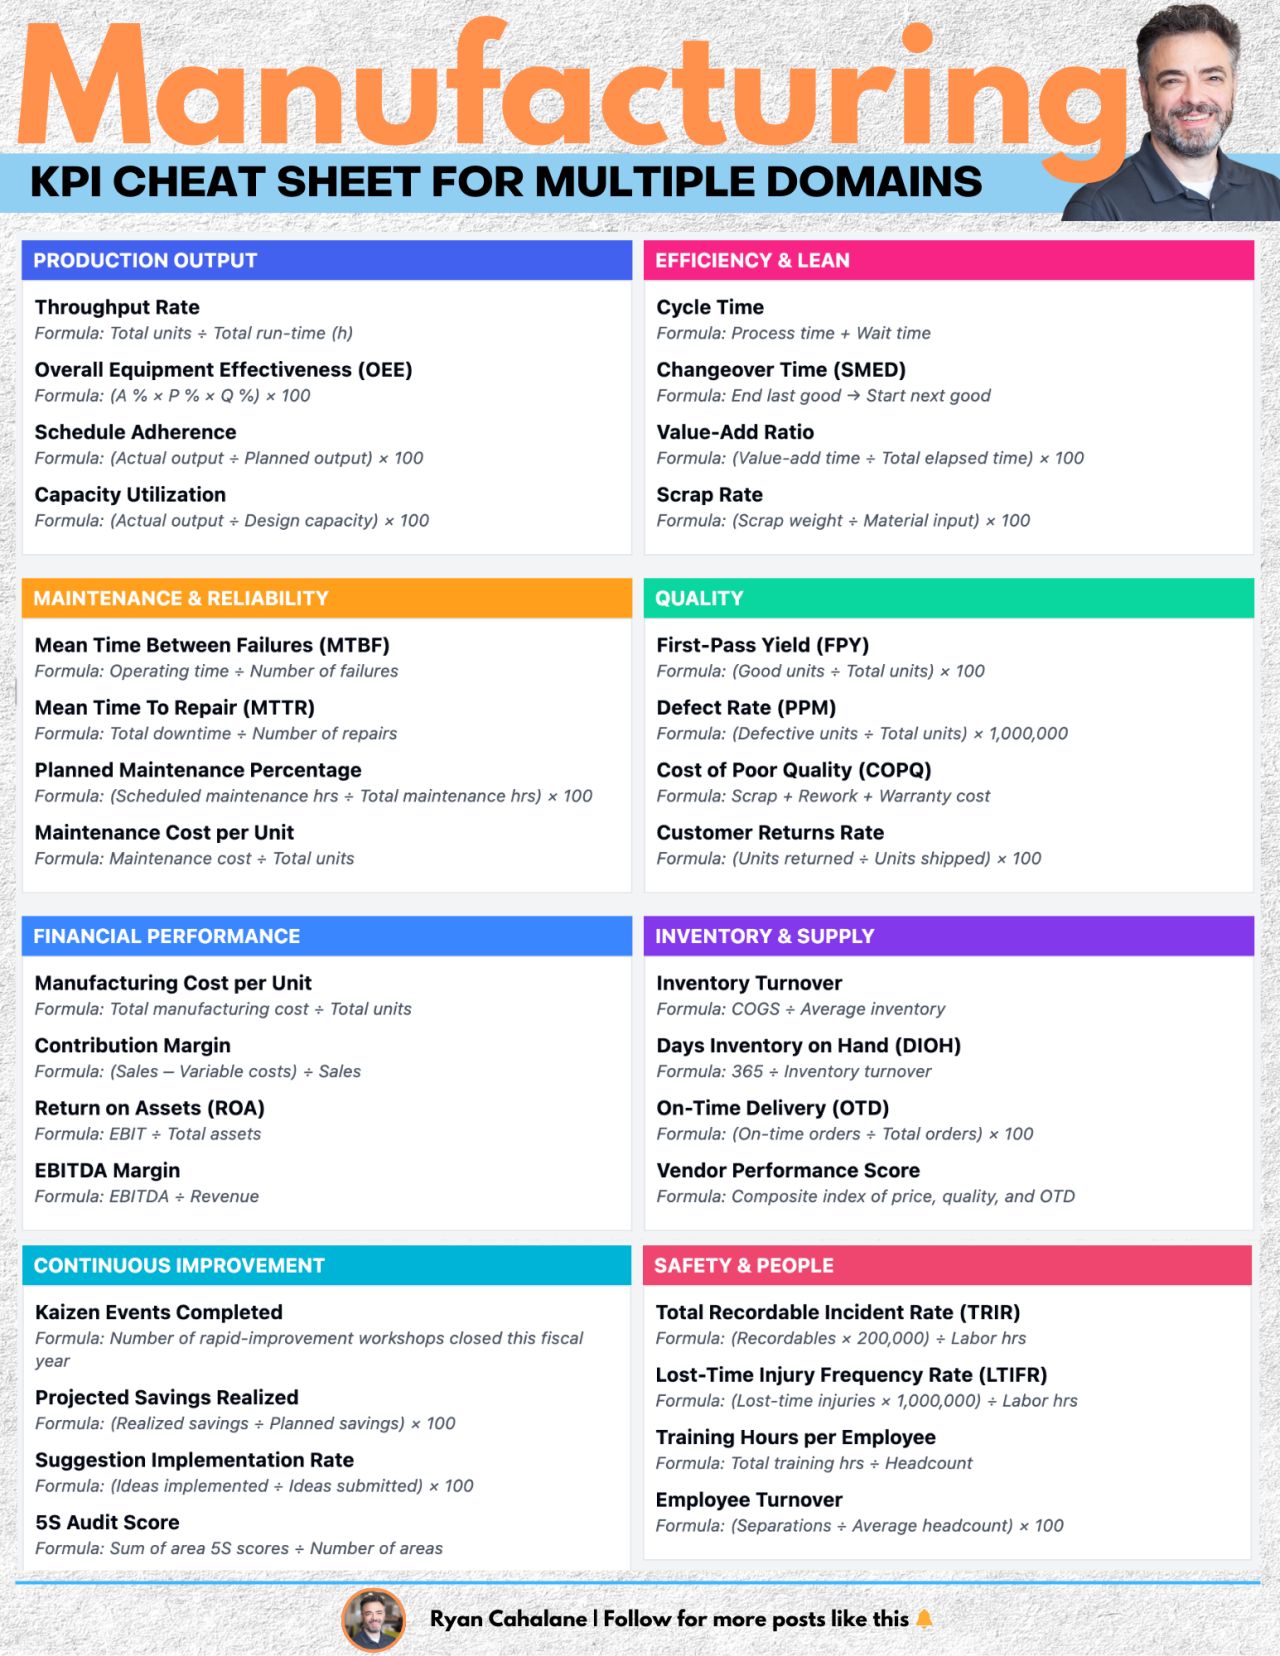 Manufacturing
KPI CHEAT SHEET FOR MULTIPLE DOMAINS
PRODUCTION OUTPUT
Throughput Rate
Formula: Total units ÷ Total run-time (h)
Overall Equipment Effectiveness (OEE)
Formula: (A % × P % × Q %) × 100
Schedule Adherence
Formula: (Actual output ÷ Planned output) × 100
Capacity Utilization
Formula: (Actual output ÷ Design capacity) × 100
EFFICIENCY & LEAN
Cycle Time
Formula: Process time + Wait time
Changeover Time (SMED)
Formula: End last good → Start next good
Value-Add Ratio
Formula: (Value-add time ÷ Total elapsed time) × 100
Scrap Rate
Formula: (Scrap weight ÷ Material input) × 100
MAINTENANCE & RELIABILITY
Mean Time Between Failures (MTBF)
Formula: Operating time ÷ Number of failures
Mean Time To Repair (MTTR)
Formula: Total downtime ÷ Number of repairs
Planned Maintenance Percentage
Formula: (Scheduled maintenance hrs ÷ Total maintenance hrs) × 100
Maintenance Cost per Unit
Formula: Maintenance cost ÷ Total units
QUALITY
First-Pass Yield (FPY)
Formula: (Good units ÷ Total units) × 100
Defect Rate (PPM)
Formula: (Defective units ÷ Total units) × 1,000,000
Cost of Poor Quality (COPQ)
Formula: Scrap + Rework + Warranty cost
Customer Returns Rate
Formula: (Units returned ÷ Units shipped) × 100
FINANCIAL PERFORMANCE
Manufacturing Cost per Unit
Formula: Total manufacturing cost ÷ Total units
Contribution Margin
Formula: (Sales – Variable costs) ÷ Sales
Return on Assets (ROA)
Formula: EBIT ÷ Total assets
EBITDA Margin
Formula: EBITDA ÷ Revenue
INVENTORY & SUPPLY
Inventory Turnover
Formula: COGS ÷ Average inventory
Days Inventory on Hand (DIOH)
Formula: 365 ÷ Inventory turnover
On-Time Delivery (OTD)
Formula: (On-time orders ÷ Total orders) × 100
Vendor Performance Score
Formula: Composite index of price, quality, and OTD
CONTINUOUS IMPROVEMENT
Kaizen Events Completed
Formula: Number of rapid-improvement workshops closed this fiscal
year
Projected Savings Realized
Formula: (Realized savings ÷ Planned savings) × 100
Suggestion Implementation Rate
Formula: (Ideas implemented ÷ Ideas submitted) × 100
5S Audit Score
Formula: Sum of area 5S scores ÷ Number of areas
SAFETY & PEOPLE
Total Recordable Incident Rate (TRIR)
Formula: (Recordables × 200,000) ÷ Labor hrs
Lost-Time Injury Frequency Rate (LTIFR)
Formula: (Lost-time injuries × 1,000,000) ÷ Labor hrs
Training Hours per Employee
Formula: Total training hrs ÷ Headcount
Employee Turnover
Formula: (Separations ÷ Average headcount) × 100
Ryan Cahalane | Follow for more posts like this 🔔